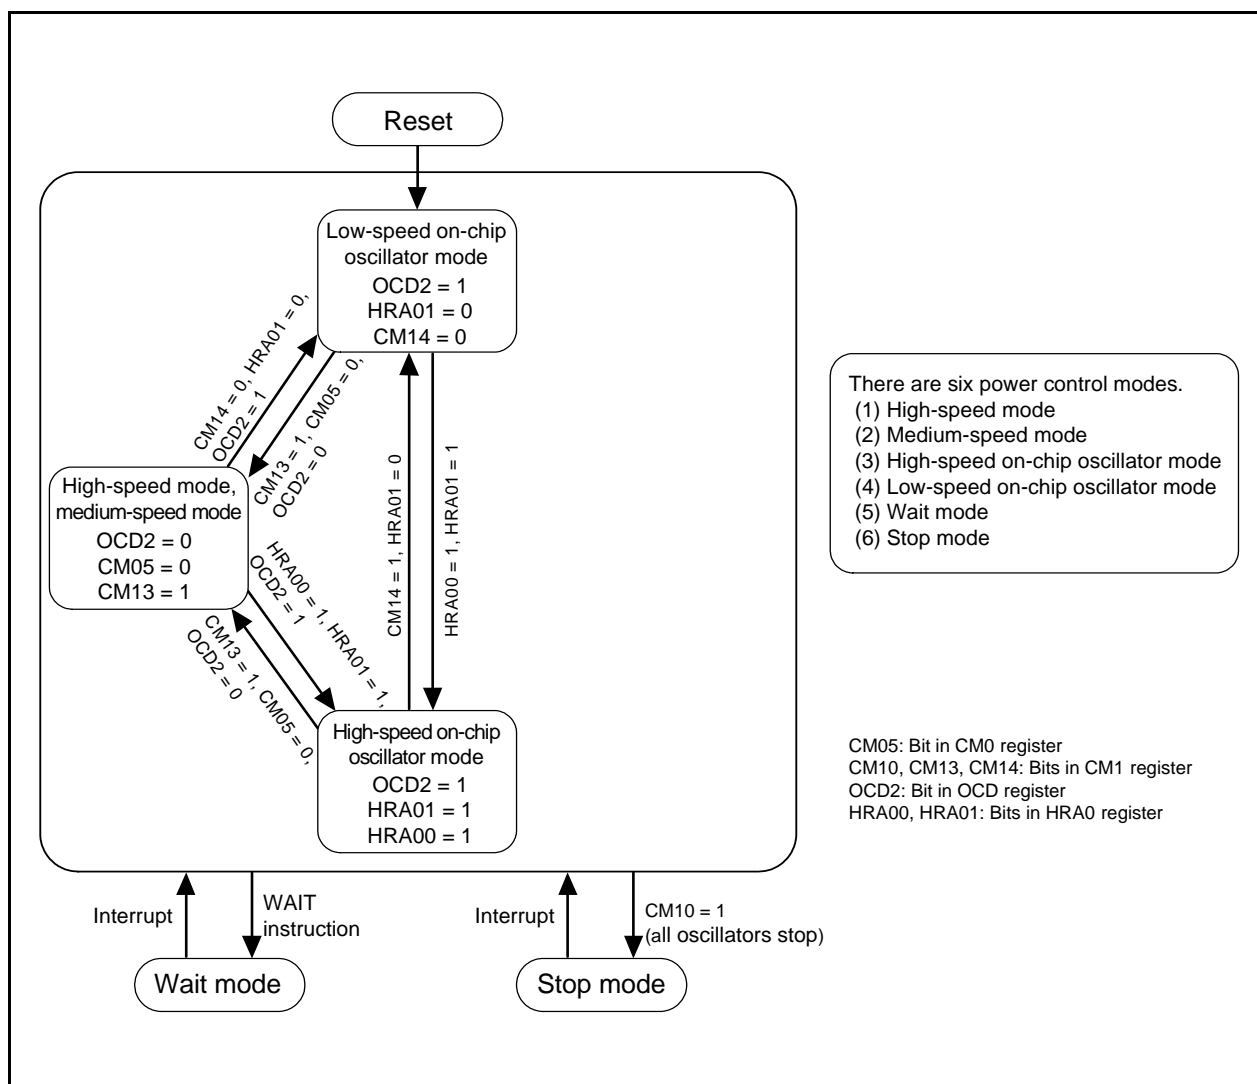 Reset
Low-speed on-chip
oscillator mode
OCD2 = 1
HRA01 = 0
CM14 = 0
CM14 = 0, HRA01 = 0,
OCD2 = 1
CM13 = 1, CM05 = 0,
OCD2 = 0
High-speed mode,
medium-speed mode
OCD2 = 0
CM05 = 0
CM13 = 1
HRA00 = 1, HRA01 = 1,
OCD2 = 1
CM13 = 1, CM05 = 0,
OCD2 = 0
CM14 = 1, HRA01 = 0
HRA00 = 1, HRA01 = 1
High-speed on-chip
oscillator mode
OCD2 = 1
HRA01 = 1
HRA00 = 1
There are six power control modes.
(1) High-speed mode
(2) Medium-speed mode
(3) High-speed on-chip oscillator mode
(4) Low-speed on-chip oscillator mode
(5) Wait mode
(6) Stop mode
CM05: Bit in CM0 register
CM10, CM13, CM14: Bits in CM1 register
OCD2: Bit in OCD register
HRA00, HRA01: Bits in HRA0 register
Interrupt
WAIT
instruction
Interrupt
CM10 = 1
(all oscillators stop)
Wait mode
Stop mode